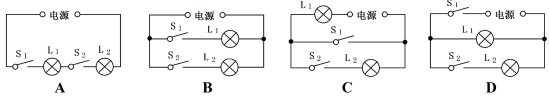 电源 电源 L₁ 电源 S₁ 电源
S₁ L₁ S₂ L₂ S₁ L₁ S₁ L₁
S₂ L₂ S₂ L₂ S₂ L₂
A B C D